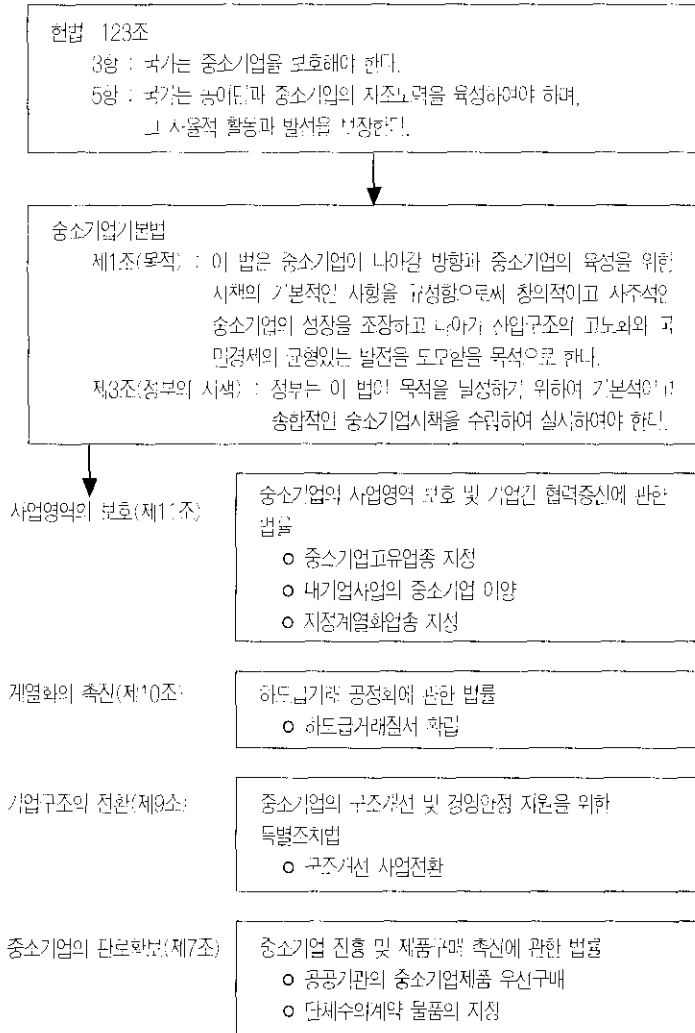 헌법 123조
3항 : 국가는 중소기업을 보호해야 한다.
5항 : 국가는 농어민과 중소기업의 자조노력을 육성하여야 하며,
그 자율적 활동과 발전을 보장한다.
중소기업기본법
제1조(목적) : 이 법은 중소기업이 나아갈 방향과 중소기업의 육성을 위한
시책의 기본적인 사항을 규정함으로써 창의적이고 자주적인
중소기업의 성장을 조장하고 나아가 산업구조의 고도화와 국
민경제의 균형있는 발전을 도모함을 목적으로 한다.
제3조(정부의 시책) : 정부는 이 법의 목적을 달성하기 위하여 기본적이고
종합적인 중소기업시책을 수립하여 실시하여야 한다.
사업영역의 보호(제11조)
중소기업의 사업영역 보호 및 기업간 협력증진에 관한
법률
o 중소기업고유업종 지정
o 대기업사업의 중소기업 이양
o 지정계열화업종 지정
계열화의 촉진(제10조)
하도급거래 공정화에 관한 법률
o 하도급거래질서 확립
기업구조의 전환(제9조)
중소기업의 구조개선 및 경영안정 지원을 위한
특별조치법
o 구조개선 사업전환
중소기업의 판로확보(제7조)
중소기업 진흥 및 제품구매 촉진에 관한 법률
o 공공기관의 중소기업제품 우선구매
o 단체수의계약 물품의 지정